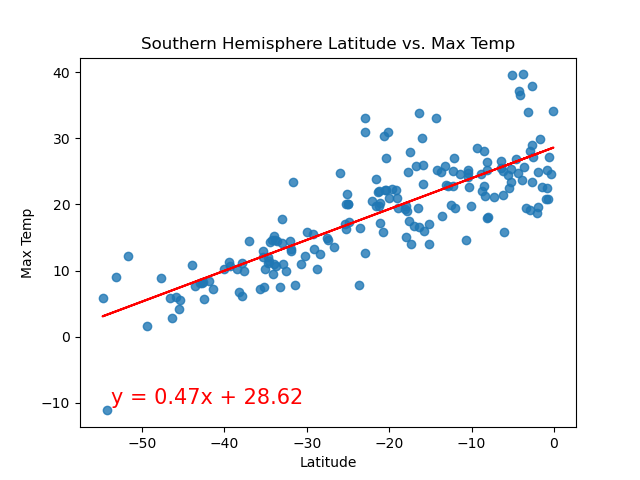 Southern Hemisphere Latitude vs. Max Temp
40
30
20
10
0
−10
Max Temp
y = 0.47x + 28.62
−50 −40 −30 −20 −10 0
Latitude